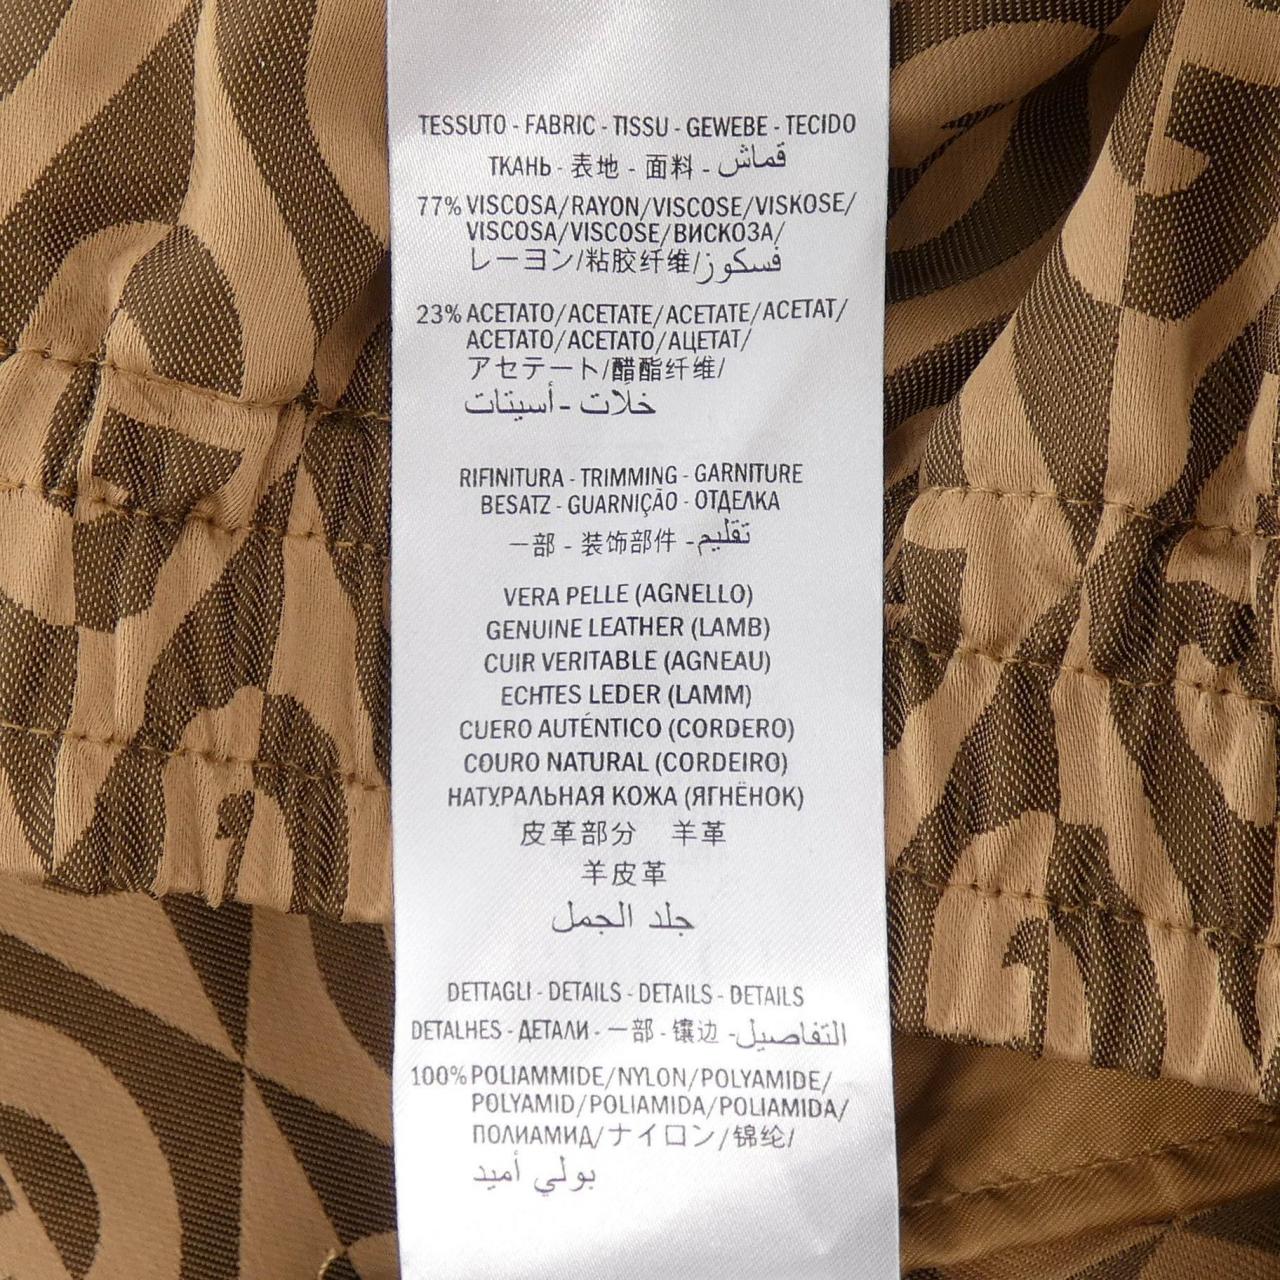 TESSUTO - FABRIC - TISSU - GEWEBE - TECIDO
ТКАНЬ - 表地 - 面料 - قماش
77% VISCOSA/RAYON/VISCOSE/VISKOSE/
VISCOSA/VISCOSE/ВИСКОЗА/
レーヨン/粘胶纤维/فسكوز
23% ACETATO/ACETATE/ACETATE/ACETAT/
ACETATO/ACETATO/АЦЕТАТ/
アセテート/醋酯纤维/
خلات - أسيتات
RIFINITURA - TRIMMING - GARNITURE
BESATZ - GUARNIÇÃO - ОТДЕЛКА
一部 - 装饰部件 - تقليم
VERA PELLE (AGNELLO)
GENUINE LEATHER (LAMB)
CUIR VERITABLE (AGNEAU)
ECHTES LEDER (LAMM)
CUERO AUTÉNTICO (CORDERO)
COURO NATURAL (CORDEIRO)
НАТУРАЛЬНАЯ КОЖА (ЯГНЁНОК)
皮革部分 羊革
羊皮革
جلد الحمل
DETTAGLI - DETAILS - DETAILS - DETAILS
DETALHES - ДЕТАЛИ - 一部 - 镶边 - التفاصيل
100% POLIAMMIDE/NYLON/POLYAMIDE/
POLYAMID/POLIAMIDA/POLIAMIDA/
ПОЛИАМИД/ナイロン/锦纶/
بولي أميد